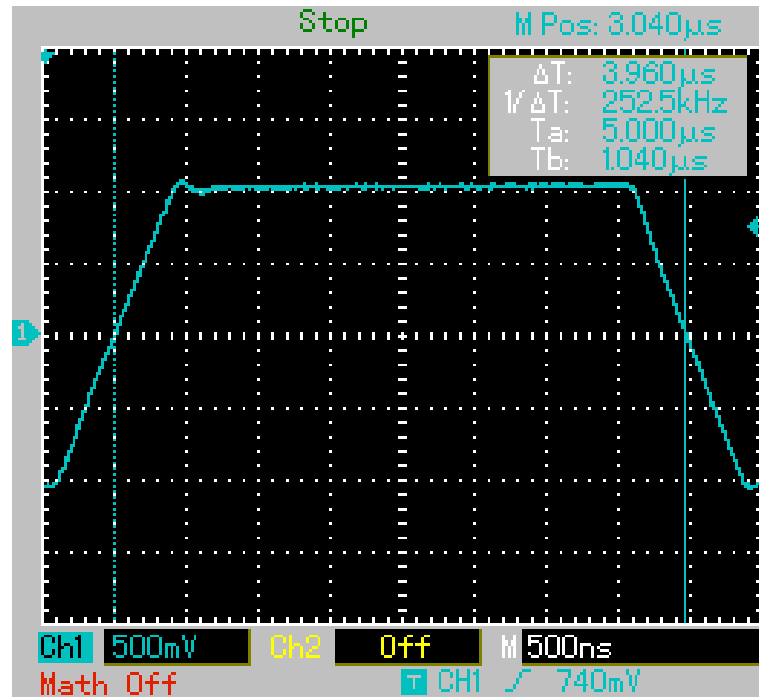 Stop M Pos: 3.040µs
ΔT: 3.960µs
1/ΔT: 252.5kHz
Ta: 5.000µs
Tb: 1.040µs
1
Ch1 500mV Ch2 Off M 500ns
Math Off T CH1 740mV